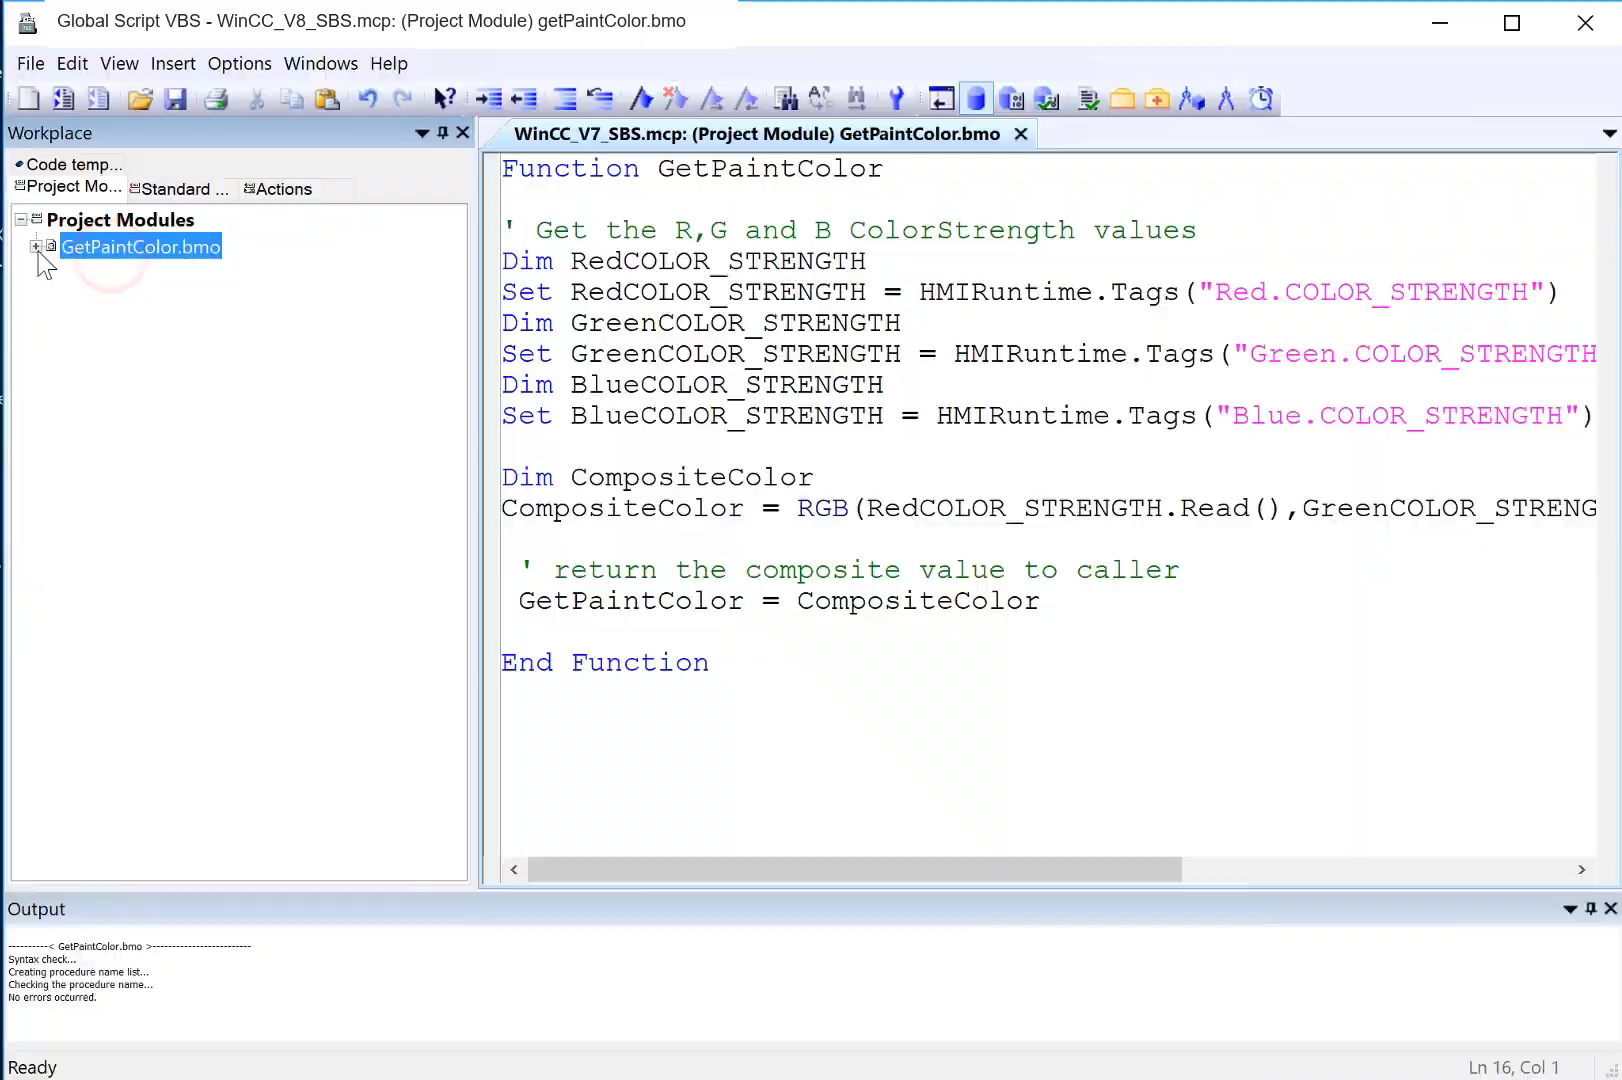 Global Script VBS - WinCC_V8_SBS.mcp: (Project Module) getPaintColor.bmo
File Edit View Insert Options Windows Help
Workplace
Code temp...
Project Mo... Standard ... Actions
Project Modules
GetPaintColor.bmo
WinCC_V7_SBS.mcp: (Project Module) GetPaintColor.bmo
Function GetPaintColor
' Get the R,G and B ColorStrength values
Dim RedCOLOR_STRENGTH
Set RedCOLOR_STRENGTH = HMIRuntime.Tags("Red.COLOR_STRENGTH")
Dim GreenCOLOR_STRENGTH
Set GreenCOLOR_STRENGTH = HMIRuntime.Tags("Green.COLOR_STRENGTH
Dim BlueCOLOR_STRENGTH
Set BlueCOLOR_STRENGTH = HMIRuntime.Tags("Blue.COLOR_STRENGTH")
Dim CompositeColor
CompositeColor = RGB(RedCOLOR_STRENGTH.Read(),GreenCOLOR_STRENG
' return the composite value to caller
GetPaintColor = CompositeColor
End Function
Output
----------< GetPaintColor.bmo >-------------------------
Syntax check...
Creating procedure name list...
Checking the procedure name...
No errors occurred.
Ready
Ln 16, Col 1